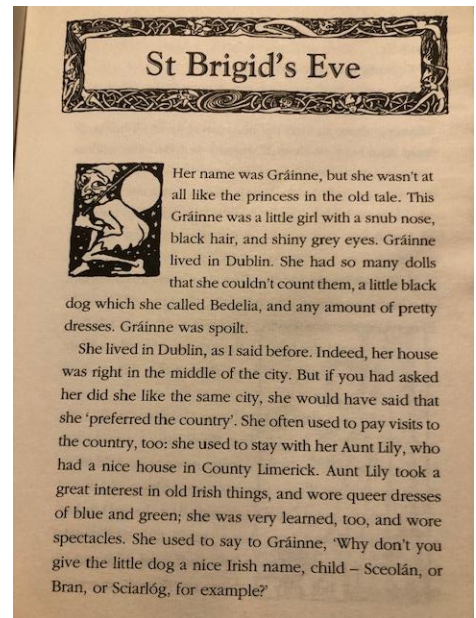 St Brigid's Eve
Her name was Gráinne, but she wasn't at
all like the princess in the old tale. This
Gráinne was a little girl with a snub nose,
black hair, and shiny grey eyes. Gráinne
lived in Dublin. She had so many dolls
that she couldn't count them, a little black
dog which she called Bedelia, and any amount of pretty
dresses. Gráinne was spoilt.
She lived in Dublin, as I said before. Indeed, her house
was right in the middle of the city. But if you had asked
her did she like the same city, she would have said that
she ‘preferred the country’. She often used to pay visits to
the country, too: she used to stay with her Aunt Lily, who
had a nice house in County Limerick. Aunt Lily took a
great interest in old Irish things, and wore queer dresses
of blue and green; she was very learned, too, and wore
spectacles. She used to say to Gráinne, ‘Why don't you
give the little dog a nice Irish name, child – Sceolán, or
Bran, or Sciarlóg, for example?’